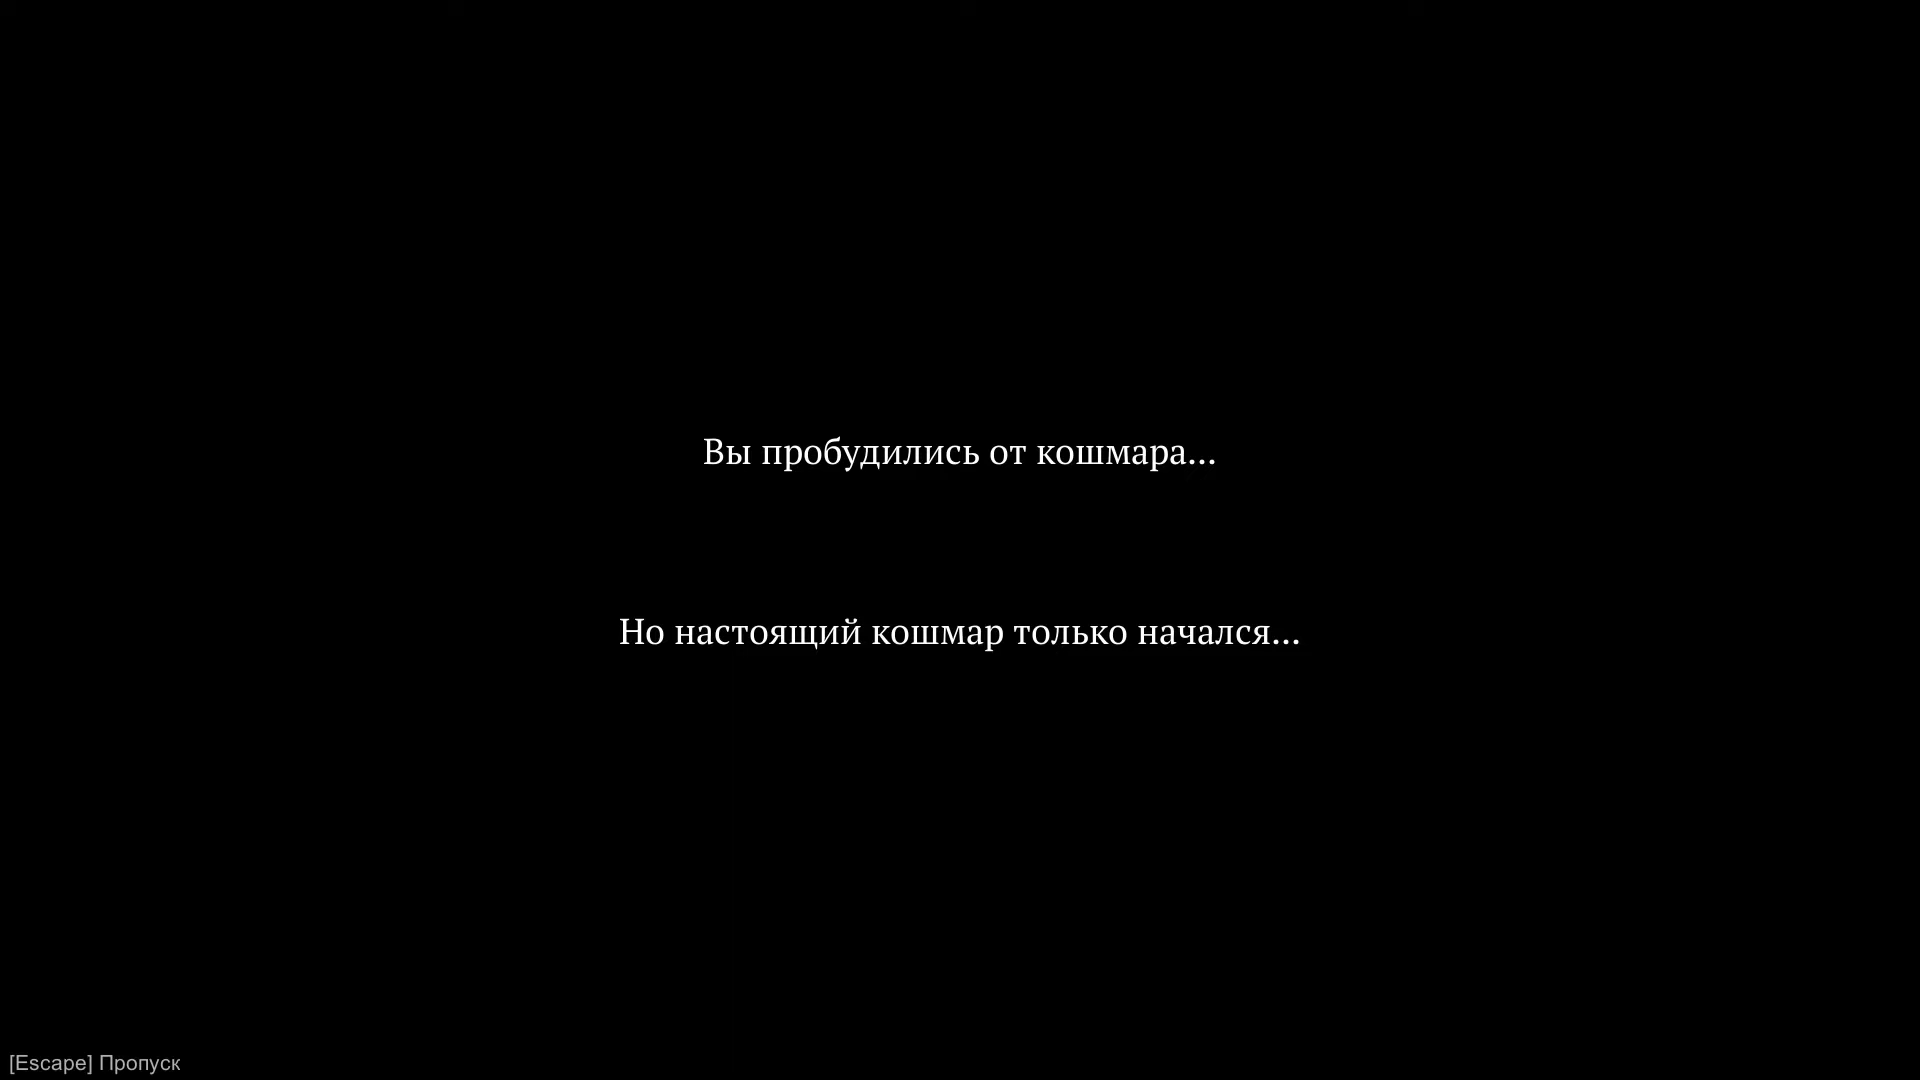 Вы пробудились от кошмара...
Но настоящий кошмар только начался...
[Escape] Пропуск